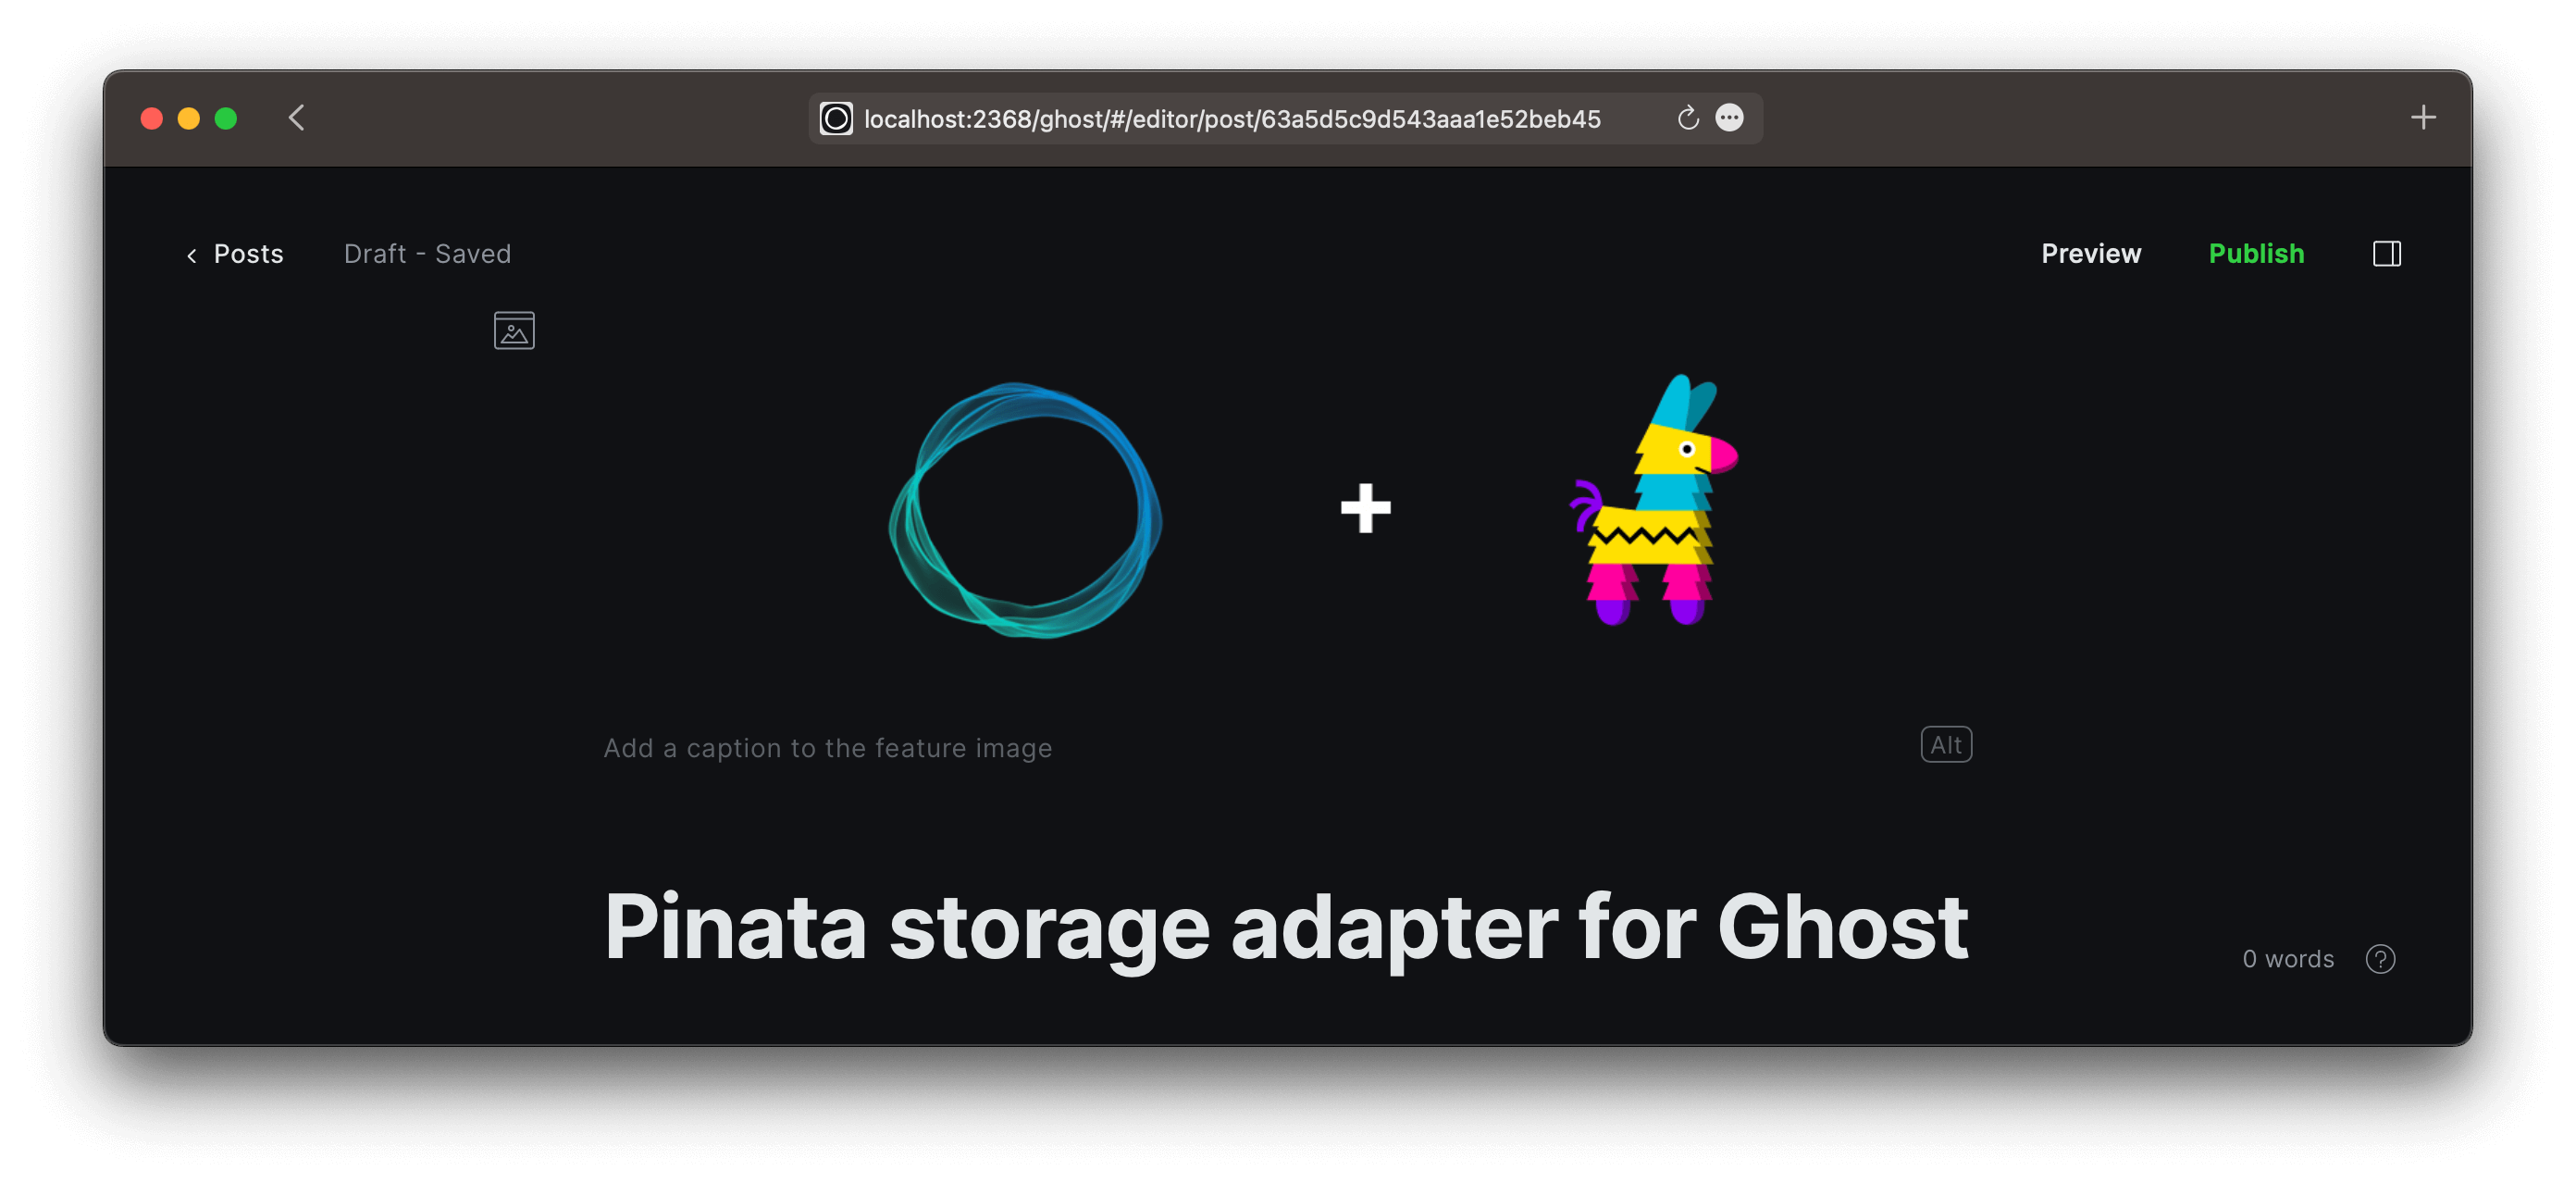 localhost:2368/ghost/#/editor/post/63a5d5c9d543aaa1e52beb45
Posts
Draft - Saved
Preview
Publish
Add a caption to the feature image
Alt
Pinata storage adapter for Ghost
0 words
?